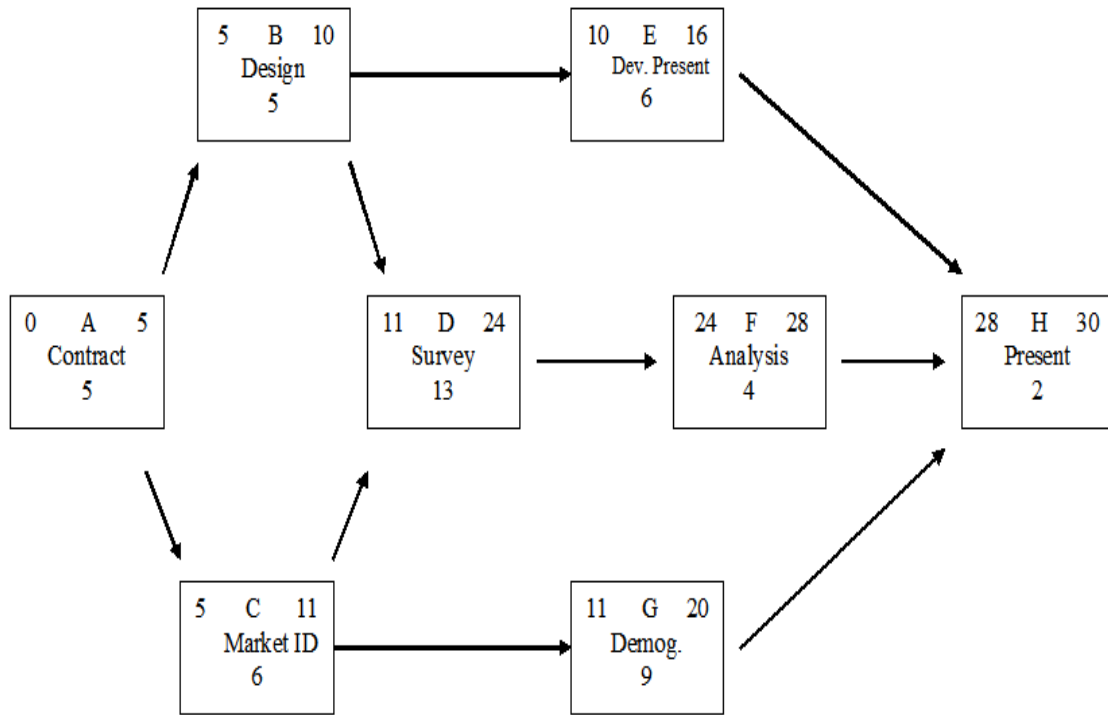 5 B 10
Design
5
10 E 16
Dev. Present
6
0 A 5
Contract
5
11 D 24
Survey
13
24 F 28
Analysis
4
28 H 30
Present
2
5 C 11
Market ID
6
11 G 20
Demog.
9